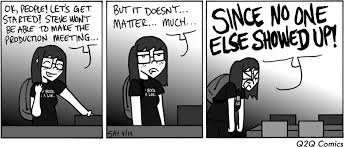 OK, PEOPLE! LET'S GET
STARTED! STEVE WON'T
BE ABLE TO MAKE THE
PRODUCTION MEETING...
BUT IT DOESN'T...
MATTER... MUCH...
SINCE NO ONE
ELSE SHOWED UP!
Q2Q Comics